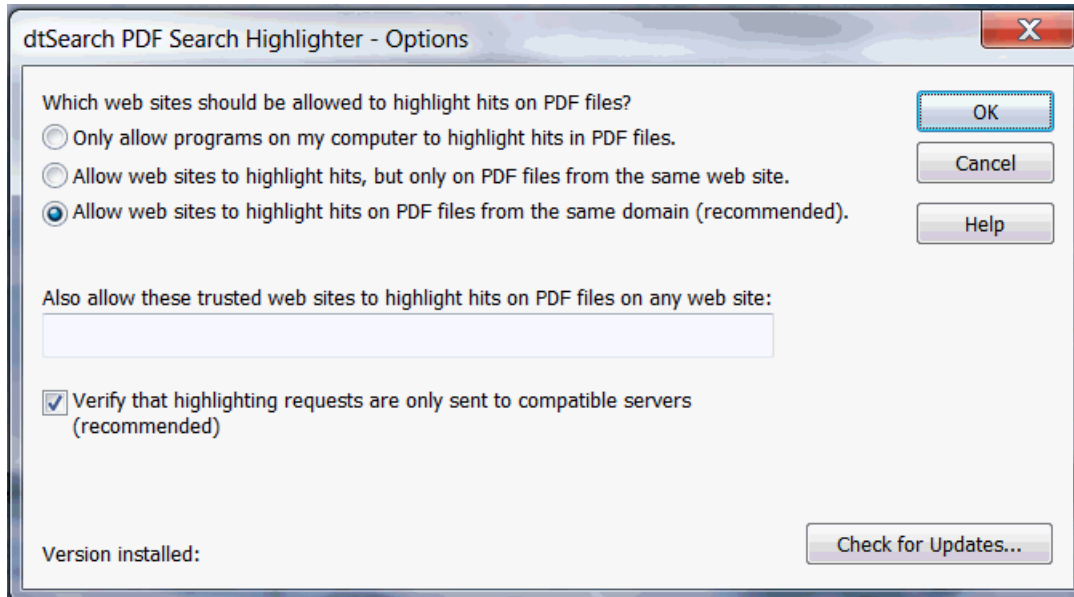 dtSearch PDF Search Highlighter - Options
X
Which web sites should be allowed to highlight hits on PDF files?
OK
Only allow programs on my computer to highlight hits in PDF files.
Allow web sites to highlight hits, but only on PDF files from the same web site.
Cancel
Allow web sites to highlight hits on PDF files from the same domain (recommended).
Help
Also allow these trusted web sites to highlight hits on PDF files on any web site:
Verify that highlighting requests are only sent to compatible servers
(recommended)
Version installed:
Check for Updates...